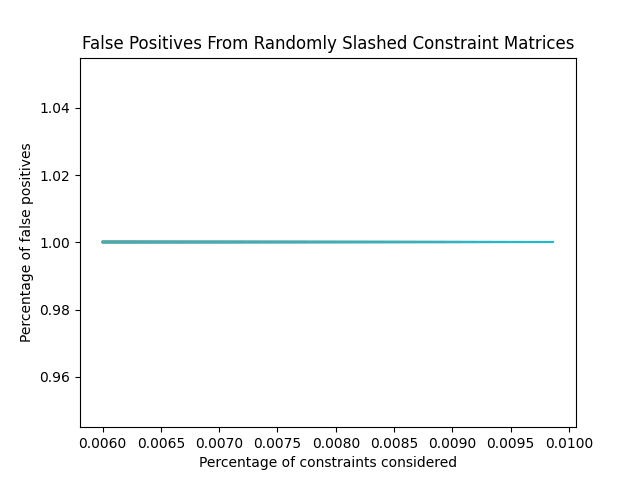 False Positives From Randomly Slashed Constraint Matrices
Percentage of false positives
1.04
1.02
1.00
0.98
0.96
0.0060 0.0065 0.0070 0.0075 0.0080 0.0085 0.0090 0.0095 0.0100
Percentage of constraints considered